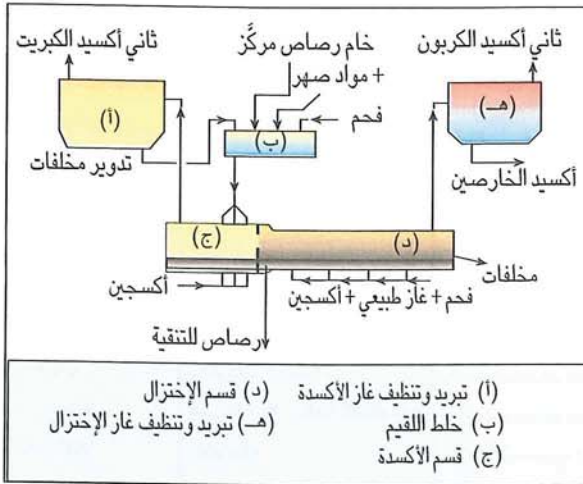 ثاني أكسيد الكبريت
خام رصاص مركَّز
+ مواد صهر
ثاني أكسيد الكربون
(أ)
فحم
(ب)
(هـ)
تدوير مخلفات
أكسيد الخارصين
(ج)
(د)
مخلفات
أكسجين
فحم + غاز طبيعي + أكسجين
رصاص للتنقية
(أ) تبريد وتنظيف غاز الأكسدة
(ب) خلط اللقيم
(ج) قسم الأكسدة
(د) قسم الإختزال
(هـ) تبريد وتنظيف غاز الإختزال